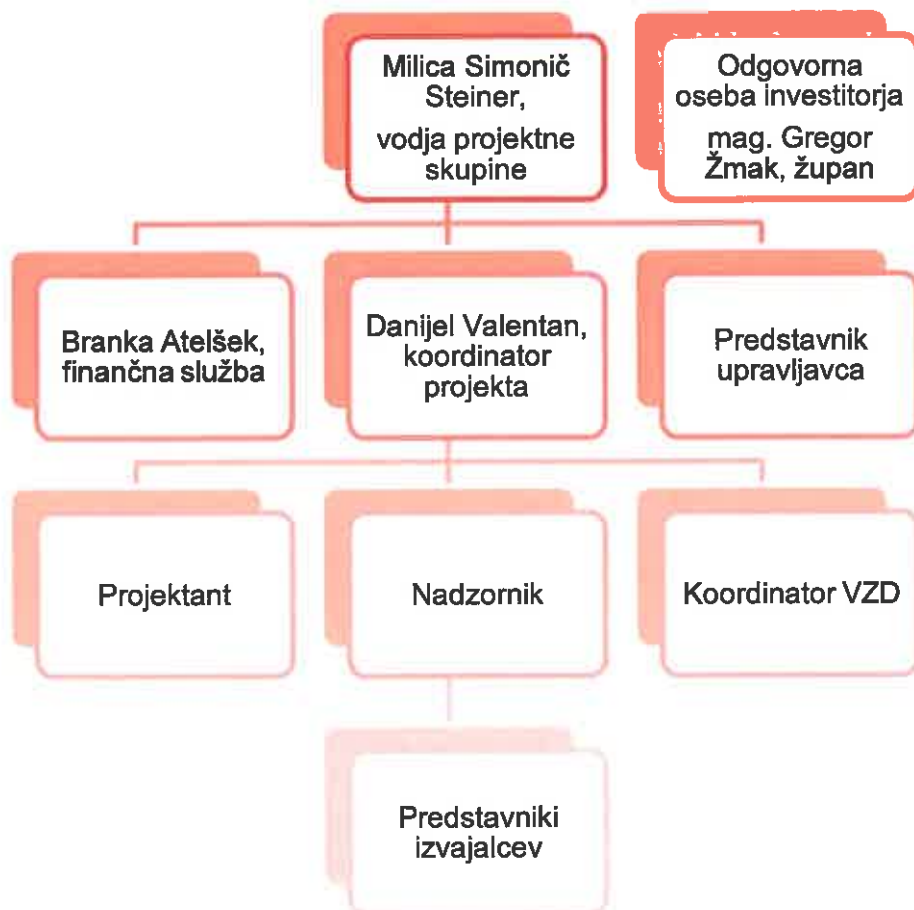 Milica Simonič
Steiner,
vodja projektne
skupine
Odgovorna
oseba investitorja
mag. Gregor
Žmak, župan
Branka Atelšek,
finančna služba
Danijel Valentan,
koordinator
projekta
Predstavnik
upravljavca
Projektant
Nadzornik
Koordinator VZD
Predstavniki
izvajalcev